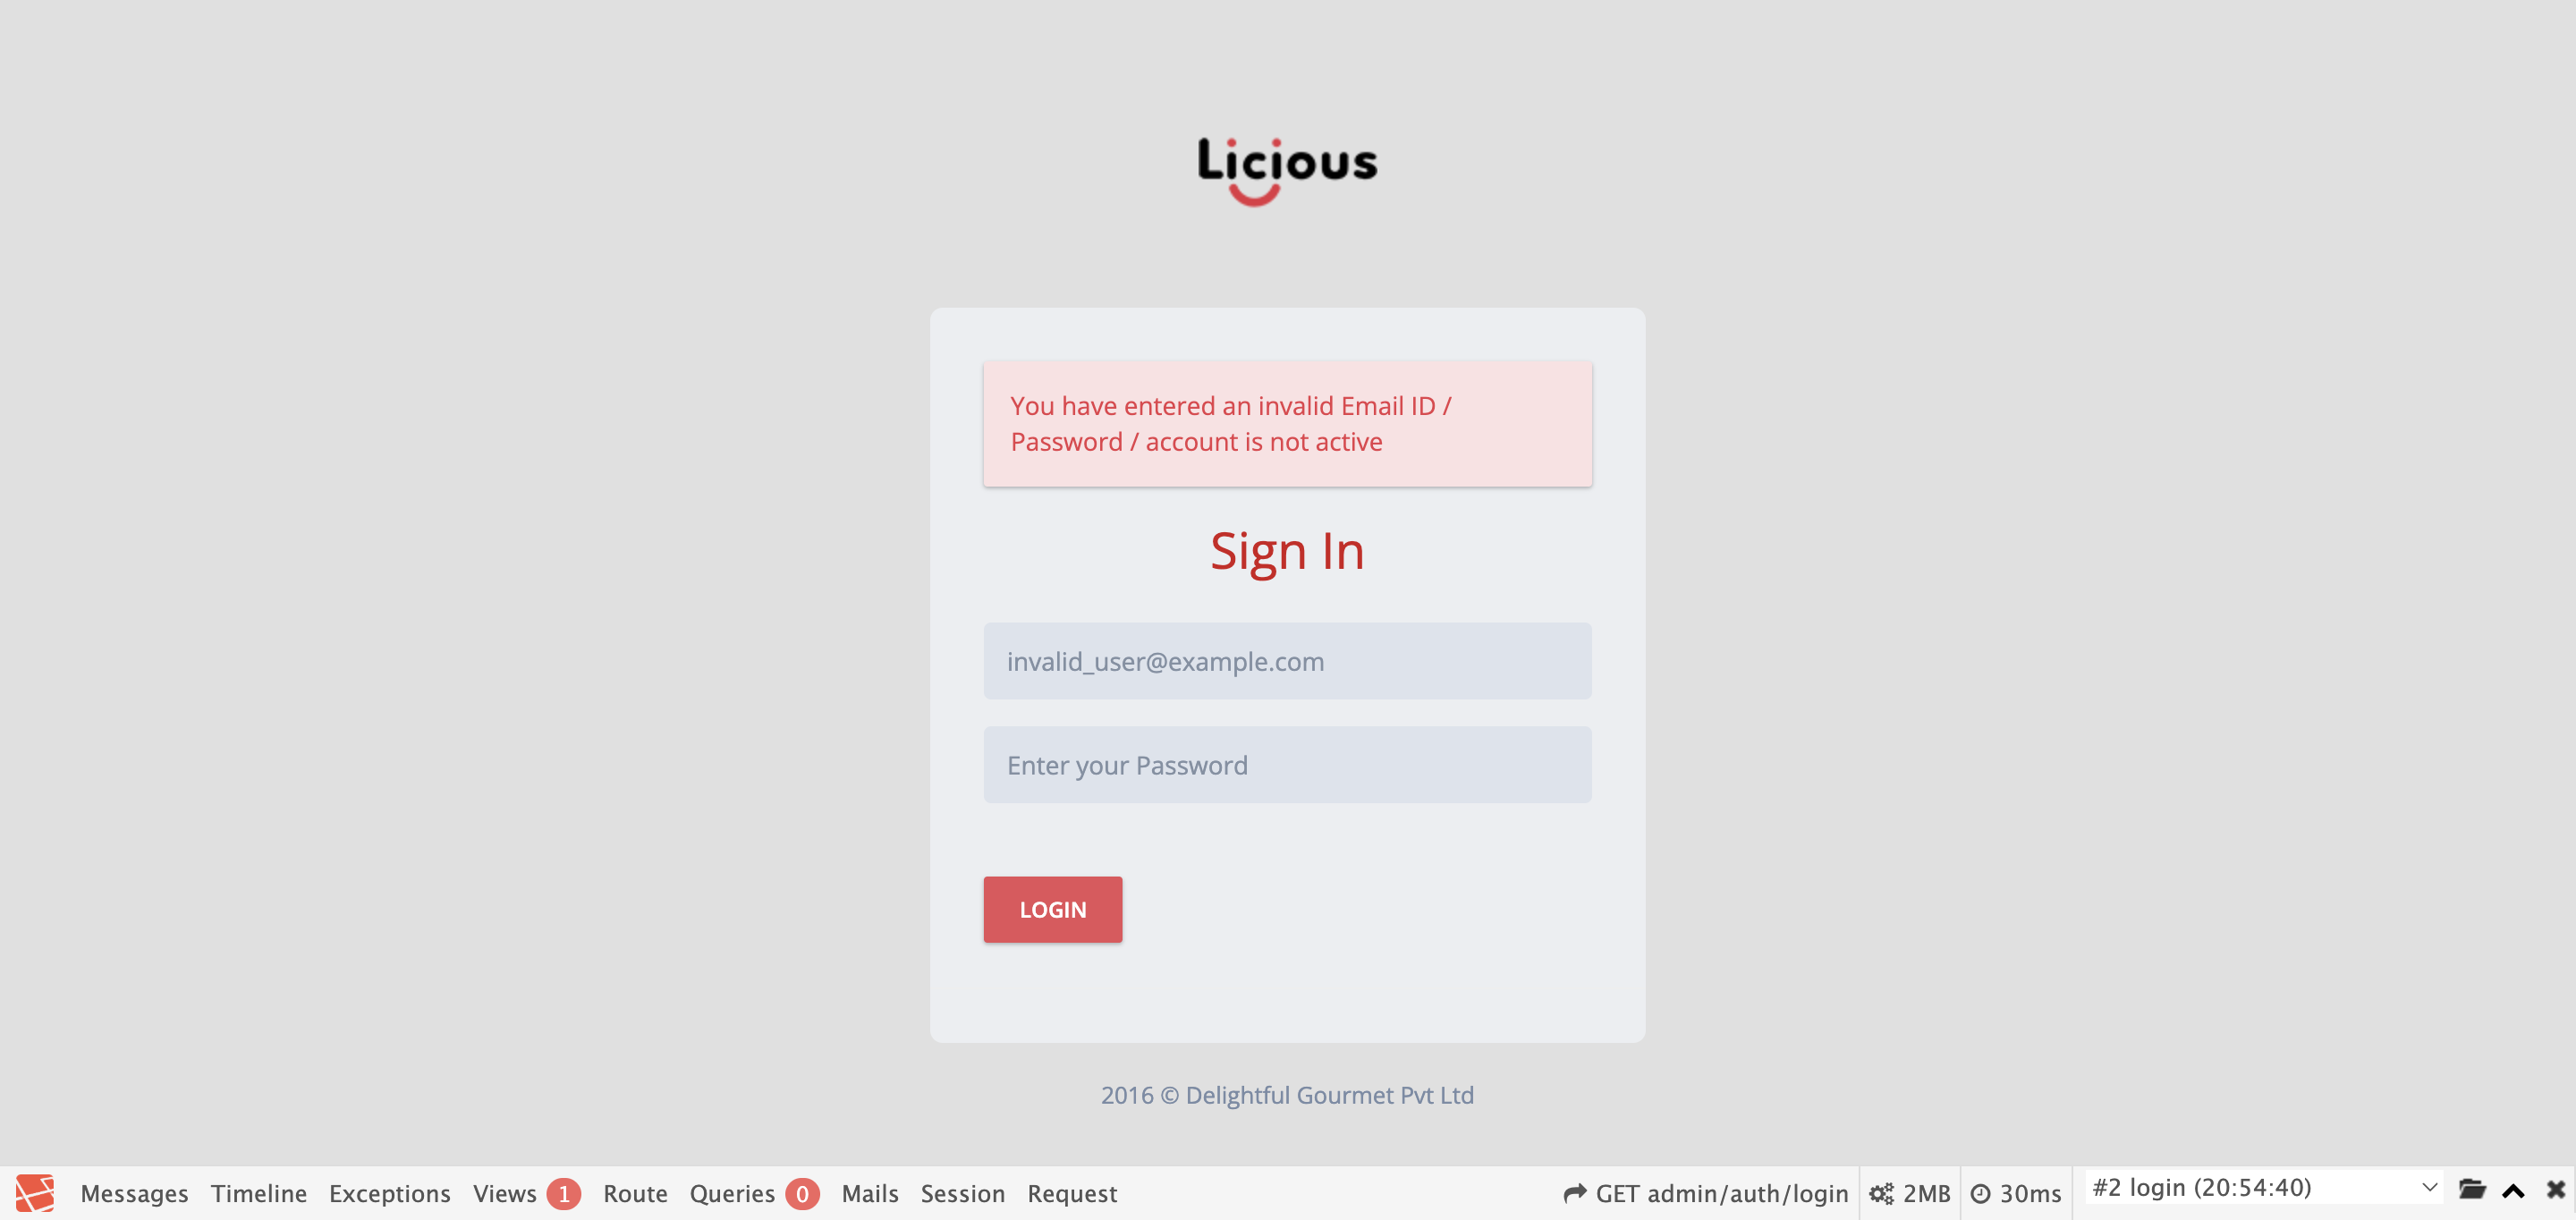 Licious
You have entered an invalid Email ID /
Password / account is not active
Sign In
invalid_user@example.com
Enter your Password
LOGIN
2016 © Delightful Gourmet Pvt Ltd
Messages Timeline Exceptions Views 1 Route Queries 0 Mails Session Request GET admin/auth/login 2MB 30ms #2 login (20:54:40)